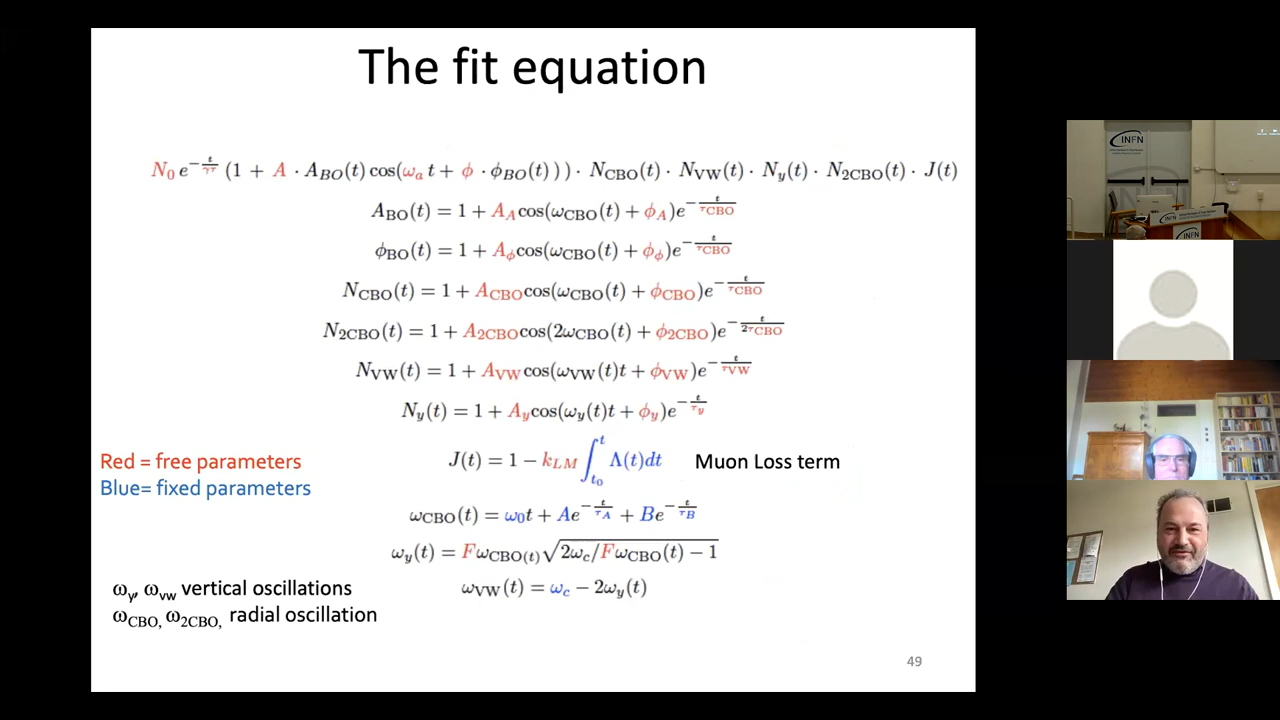 The fit equation
N₀ e^{-t/γτ} (1 + A · A_{BO}(t) cos(ω_a t + φ · φ_{BO}(t))) · N_{CBO}(t) · N_{VW}(t) · N_y(t) · N_{2CBO}(t) · J(t)
A_{BO}(t) = 1 + A_A cos(ω_{CBO}(t) + φ_A)e^{-t/τ_{CBO}}
φ_{BO}(t) = 1 + A_φ cos(ω_{CBO}(t) + φ_φ)e^{-t/τ_{CBO}}
N_{CBO}(t) = 1 + A_{CBO} cos(ω_{CBO}(t) + φ_{CBO})e^{-t/τ_{CBO}}
N_{2CBO}(t) = 1 + A_{2CBO} cos(2ω_{CBO}(t) + φ_{2CBO})e^{-t/2τ_{CBO}}
N_{VW}(t) = 1 + A_{VW} cos(ω_{VW}(t)t + φ_{VW})e^{-t/τ_{VW}}
N_y(t) = 1 + A_y cos(ω_y(t)t + φ_y)e^{-t/τ_y}
Red = free parameters
Blue= fixed parameters
J(t) = 1 − k_{LM} ∫_{t₀}^{t} Λ(t)dt
Muon Loss term
ω_{CBO}(t) = ω₀t + Ae^{-t/τ_A} + Be^{-t/τ_B}
ω_y(t) = Fω_{CBO(t)}√(2ω_c/Fω_{CBO}(t) − 1)
ω_{VW}(t) = ω_c − 2ω_y(t)
ω_y, ω_{vw} vertical oscillations
ω_{CBO,} ω_{2CBO,} radial oscillation
49
INFN
INFN